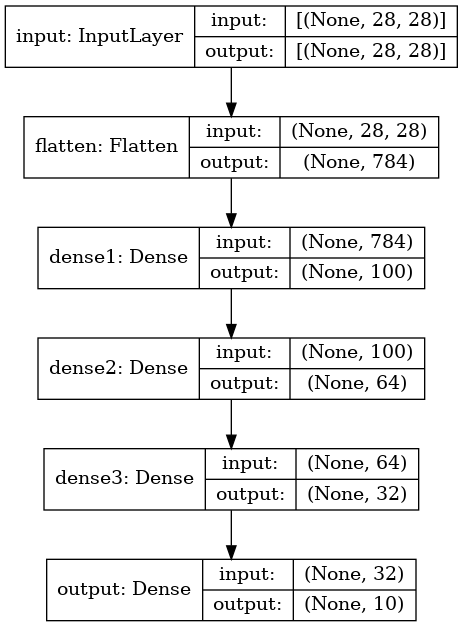 input: InputLayer input: [(None, 28, 28)]
output: [(None, 28, 28)]
flatten: Flatten input: (None, 28, 28)
output: (None, 784)
dense1: Dense input: (None, 784)
output: (None, 100)
dense2: Dense input: (None, 100)
output: (None, 64)
dense3: Dense input: (None, 64)
output: (None, 32)
output: Dense input: (None, 32)
output: (None, 10)